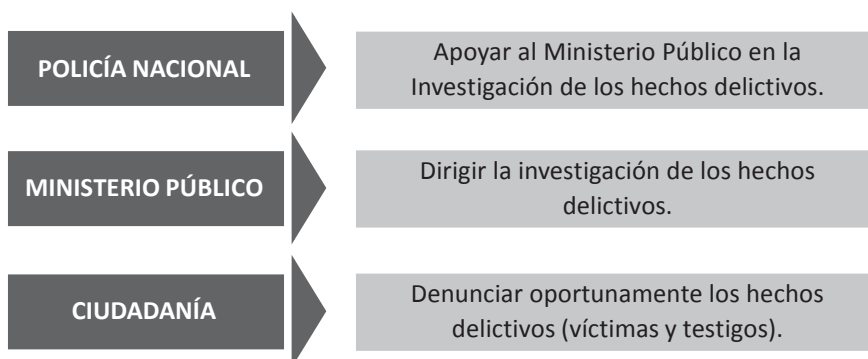 POLICÍA NACIONAL
Apoyar al Ministerio Público en la
Investigación de los hechos delictivos.
MINISTERIO PÚBLICO
Dirigir la investigación de los hechos
delictivos.
CIUDADANÍA
Denunciar oportunamente los hechos
delictivos (víctimas y testigos).